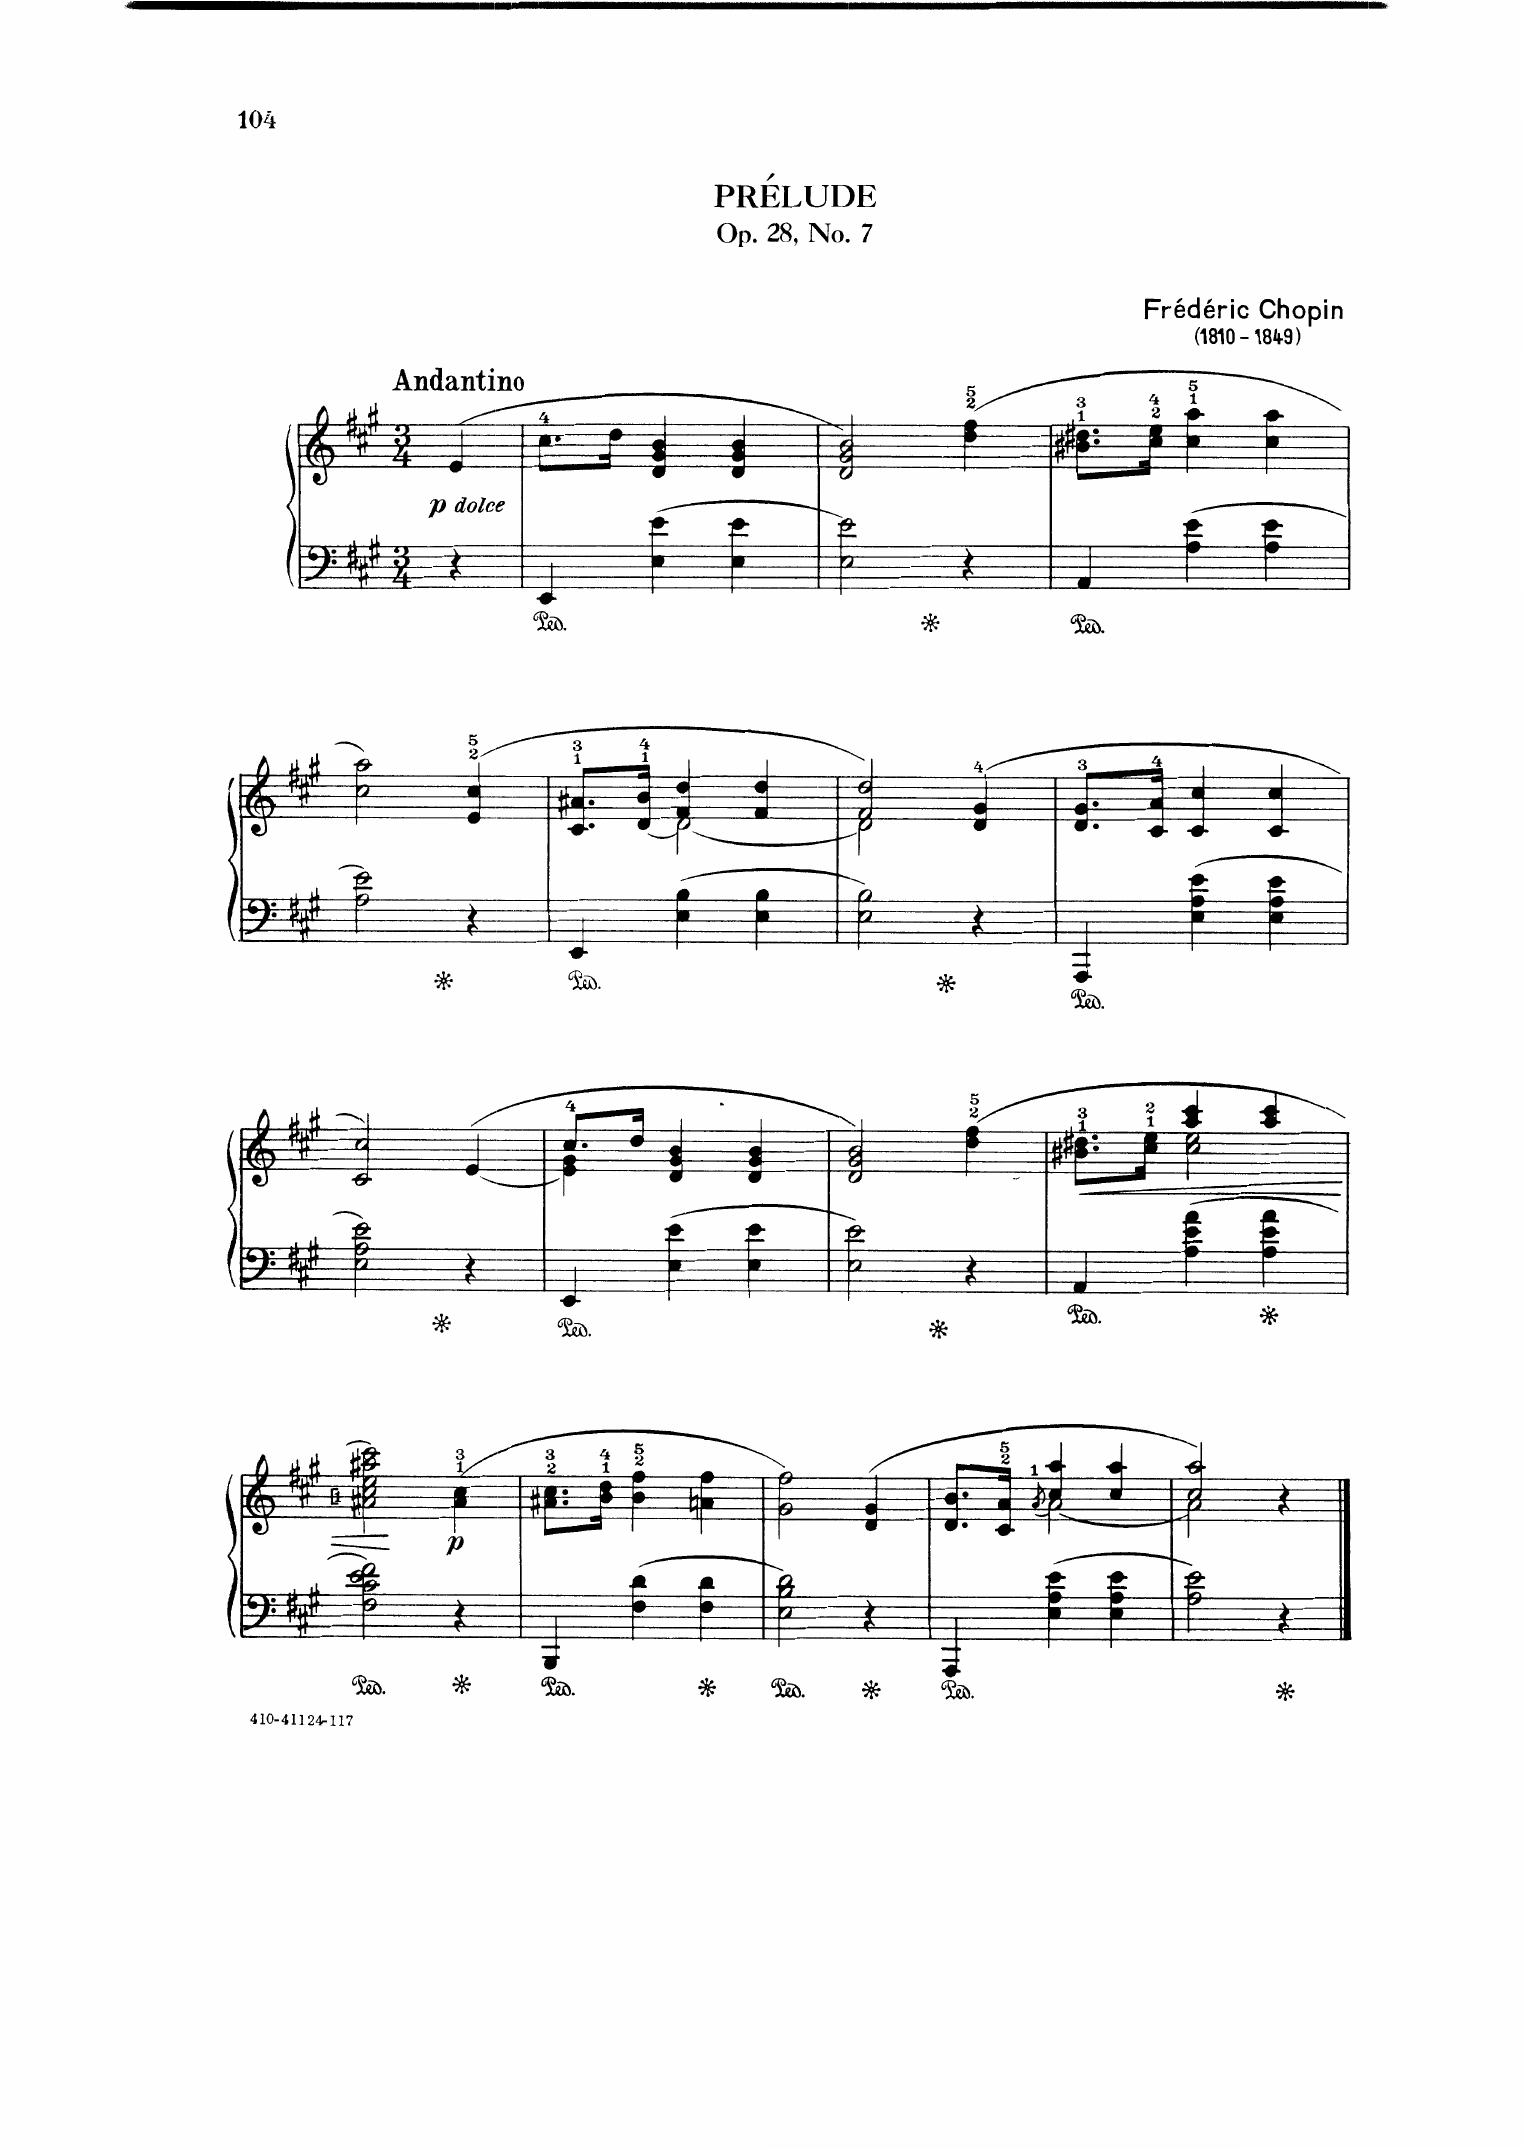 104
PRÉLUDE
Op. 28, No. 7
Frédéric Chopin
(1810 - 1849)
Andantino
5
4 3 4 5
2 1 2 1
3
4
p dolce
3
4
Ped. * Ped.
5 3 4
2 1 1 4 3 4
* Ped. * Ped.
5 3 2
4 2 1 1
* Ped. * Ped. *
3 3 4 5 5
1 2 1 2 2
1
p
Ped. * Ped. * Ped. * Ped. *
410-41124-117